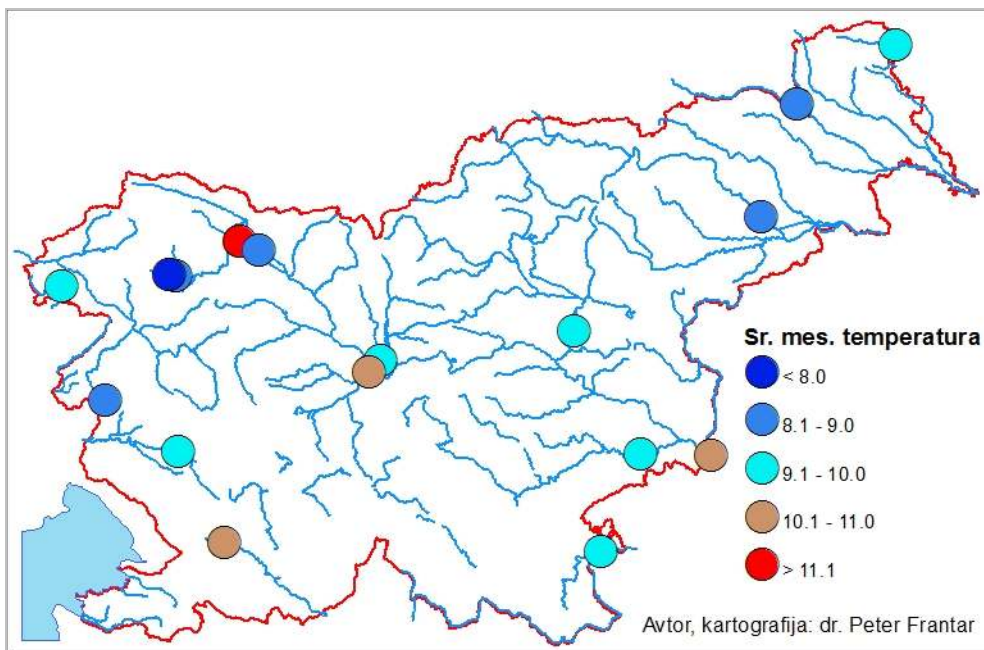 Sr. mes. temperatura
< 8.0
8.1 - 9.0
9.1 - 10.0
10.1 - 11.0
> 11.1
Avtor, kartografija: dr. Peter Frantar